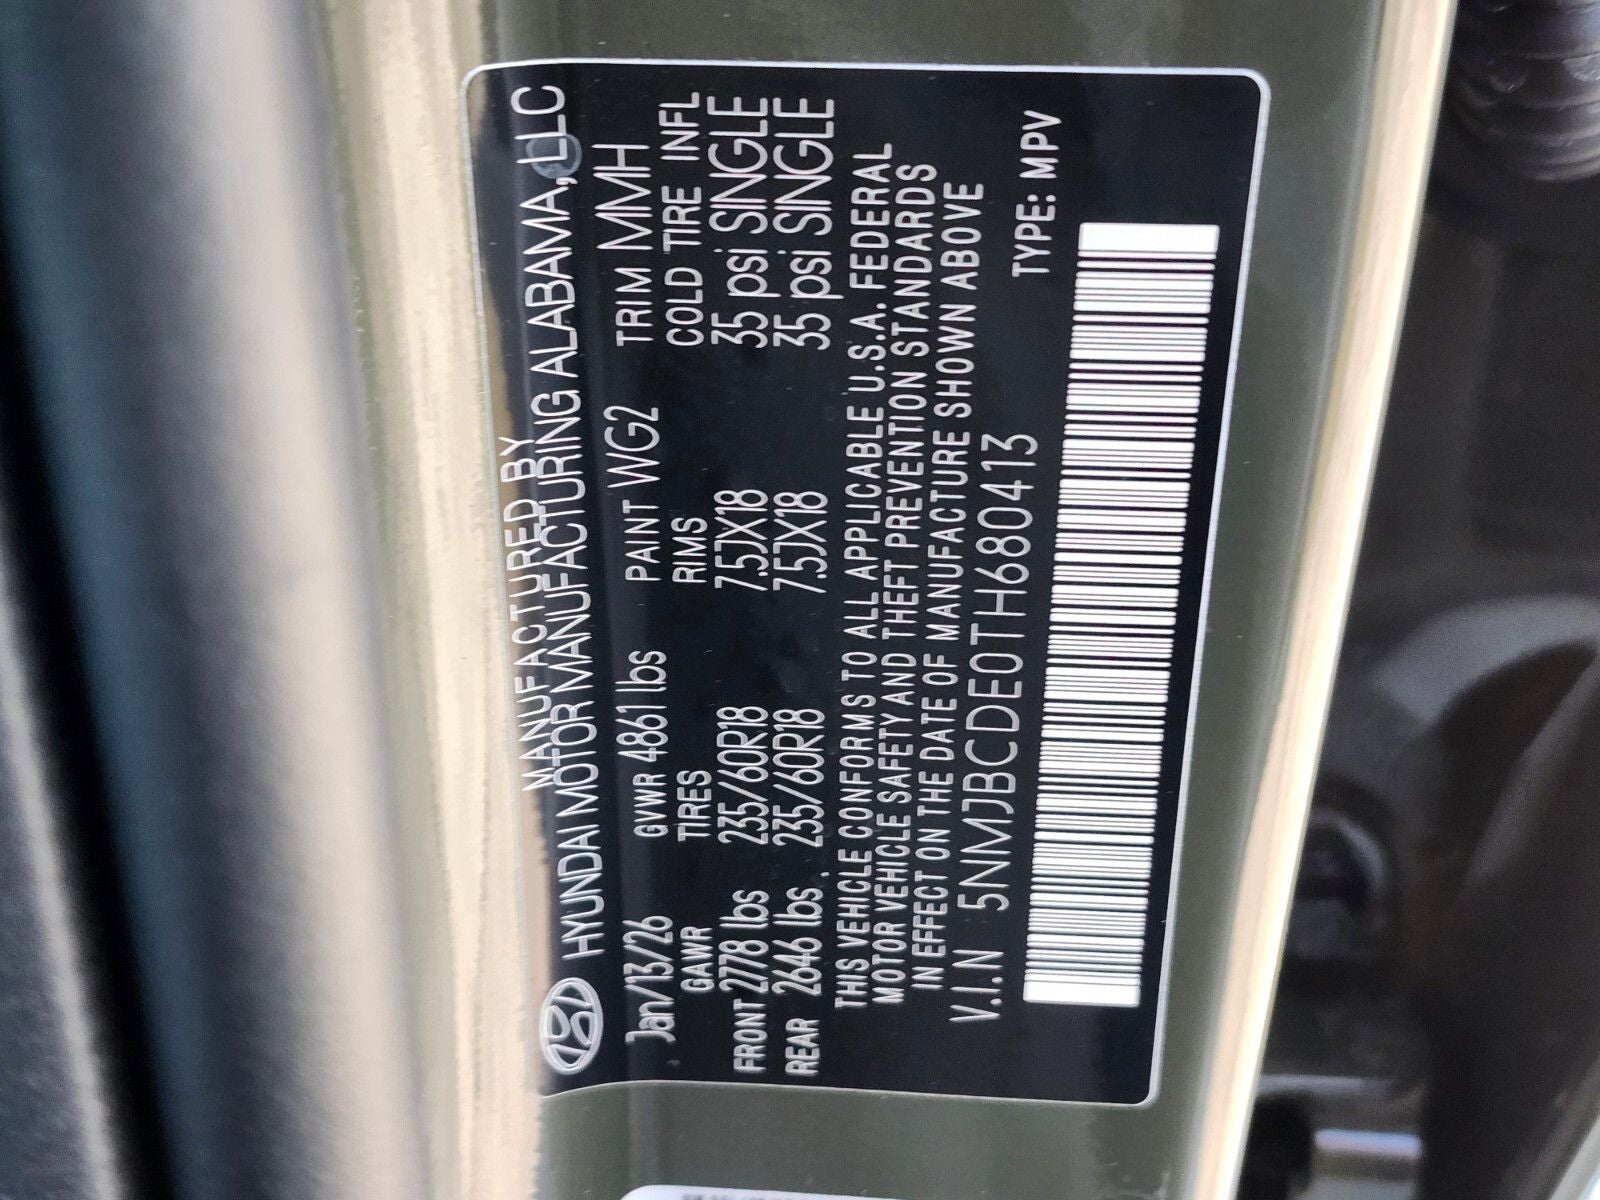 MANUFACTURED BY
HYUNDAI MOTOR MANUFACTURING ALABAMA, LLC
Jan/13/26 GVWR 4861 lbs PAINT WG2 TRIM MMH
GAWR TIRES RIMS COLD TIRE INFL
FRONT 2778 lbs 235/60R18 7.5JX18 35 psi SINGLE
REAR 2646 lbs. 235/60R18 7.5JX18 35 psi SINGLE
THIS VEHICLE CONFORMS TO ALL APPLICABLE U.S.A. FEDERAL
MOTOR VEHICLE SAFETY AND THEFT PREVENTION STANDARDS
IN EFFECT ON THE DATE OF MANUFACTURE SHOWN ABOVE
V.I.N 5NMJBCDE0TH680413 TYPE: MPV